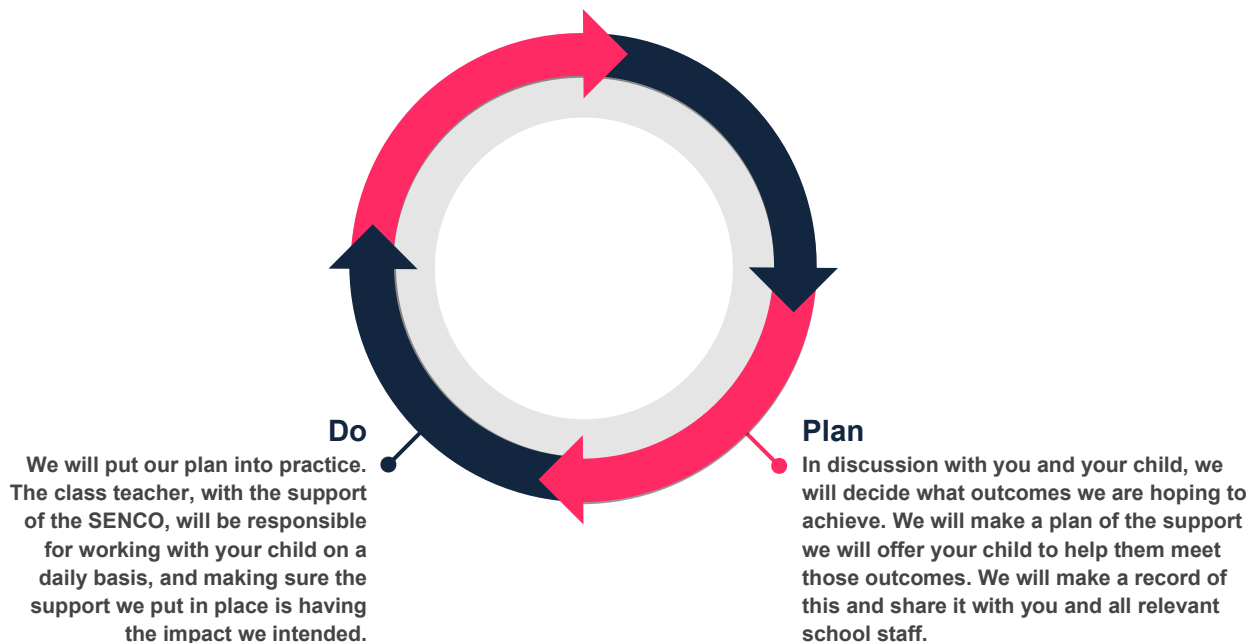 Do
We will put our plan into practice.
The class teacher, with the support
of the SENCO, will be responsible
for working with your child on a
daily basis, and making sure the
support we put in place is having
the impact we intended.
Plan
In discussion with you and your child, we
will decide what outcomes we are hoping to
achieve. We will make a plan of the support
we will offer your child to help them meet
those outcomes. We will make a record of
this and share it with you and all relevant
school staff.